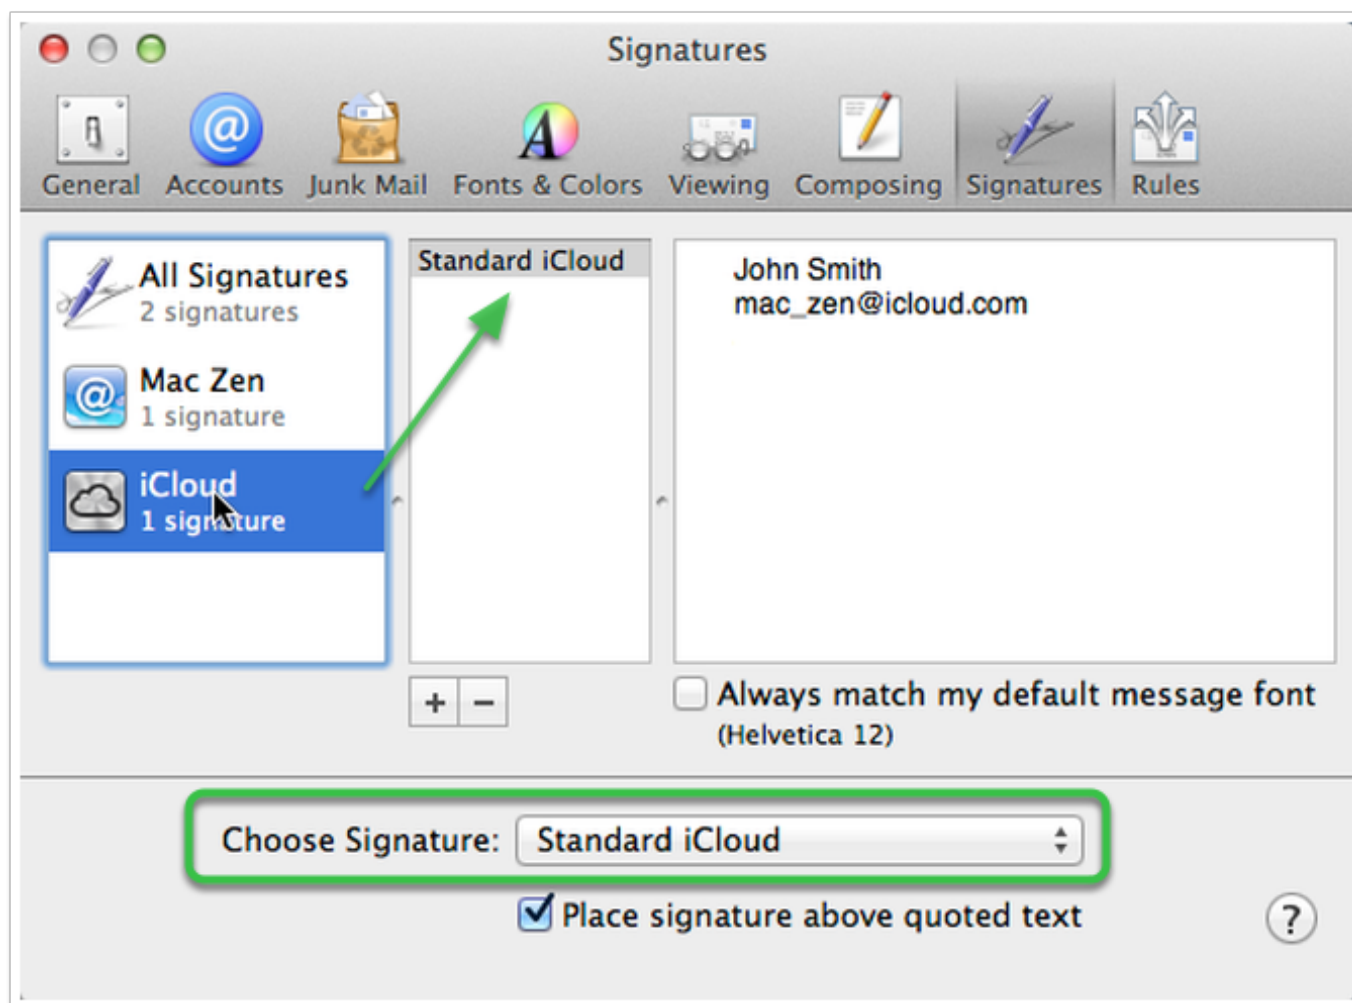 Signatures
General Accounts Junk Mail Fonts & Colors Viewing Composing Signatures Rules
All Signatures
2 signatures
Mac Zen
1 signature
iCloud
1 signature
Standard iCloud
John Smith
mac_zen@icloud.com
+ −
Always match my default message font
(Helvetica 12)
Choose Signature: Standard iCloud
Place signature above quoted text
?